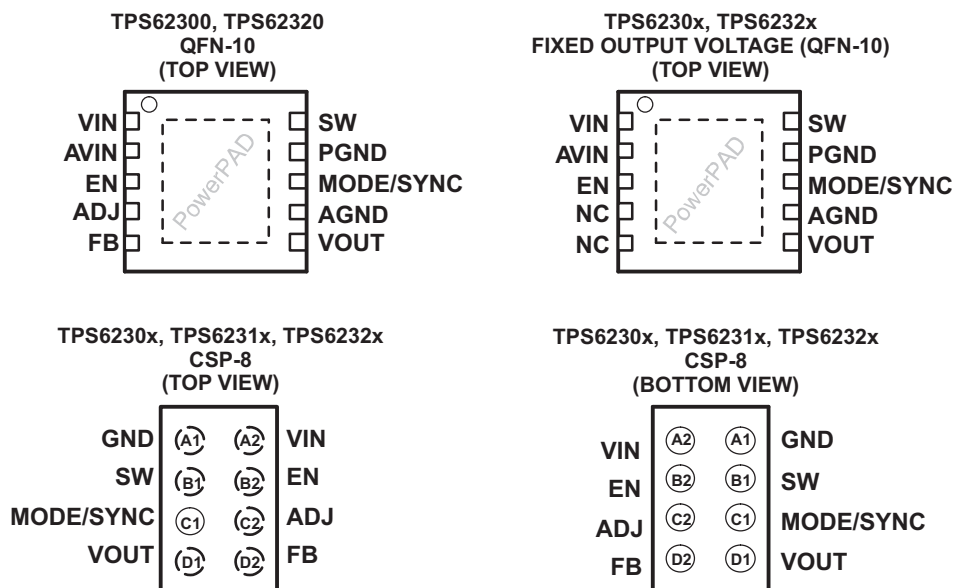 TPS62300, TPS62320
QFN-10
(TOP VIEW)
VIN
AVIN
EN
ADJ
FB
PowerPAD
SW
PGND
MODE/SYNC
AGND
VOUT
TPS6230x, TPS6232x
FIXED OUTPUT VOLTAGE (QFN-10)
(TOP VIEW)
VIN
AVIN
EN
NC
NC
PowerPAD
SW
PGND
MODE/SYNC
AGND
VOUT
TPS6230x, TPS6231x, TPS6232x
CSP-8
(TOP VIEW)
GND A1 A2 VIN
SW B1 B2 EN
MODE/SYNC C1 C2 ADJ
VOUT D1 D2 FB
TPS6230x, TPS6231x, TPS6232x
CSP-8
(BOTTOM VIEW)
VIN A2 A1 GND
EN B2 B1 SW
ADJ C2 C1 MODE/SYNC
FB D2 D1 VOUT